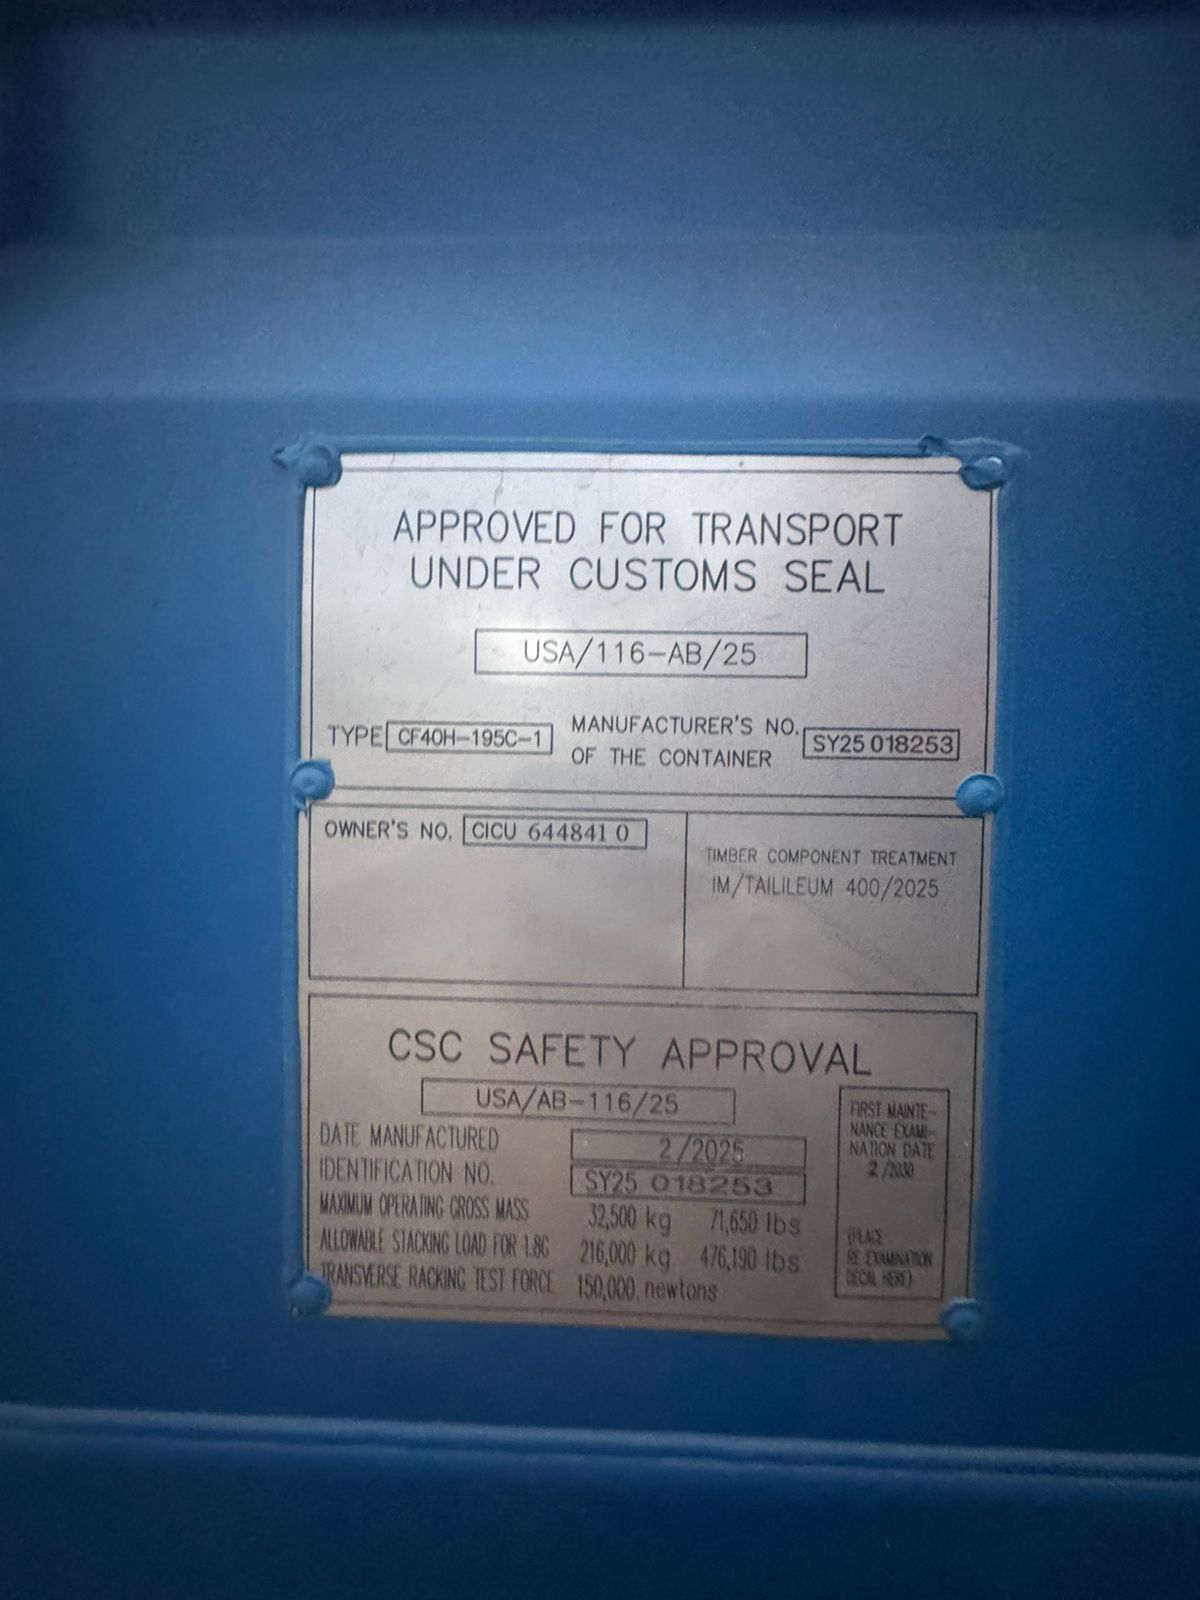 APPROVED FOR TRANSPORT
UNDER CUSTOMS SEAL
USA/116-AB/25
TYPE CF40H-195C-1
MANUFACTURER'S NO.
OF THE CONTAINER
SY25 018253
OWNER'S NO. CICU 644841 0
TIMBER COMPONENT TREATMENT
IM/TAILILEUM 400/2025
CSC SAFETY APPROVAL
USA/AB-116/25
DATE MANUFACTURED 2/2025
IDENTIFICATION NO. SY25 018253
MAXIMUM OPERATING GROSS MASS 32,500 kg 71,650 lbs
ALLOWABLE STACKING LOAD FOR 1.8G 216,000 kg 476,190 lbs
TRANSVERSE RACKING TEST FORCE 150,000 newtons
FIRST MAINTE-
NANCE EXAMI-
NATION DATE
2/2030
(PLACE
RE EXAMINATION
DECAL HERE)